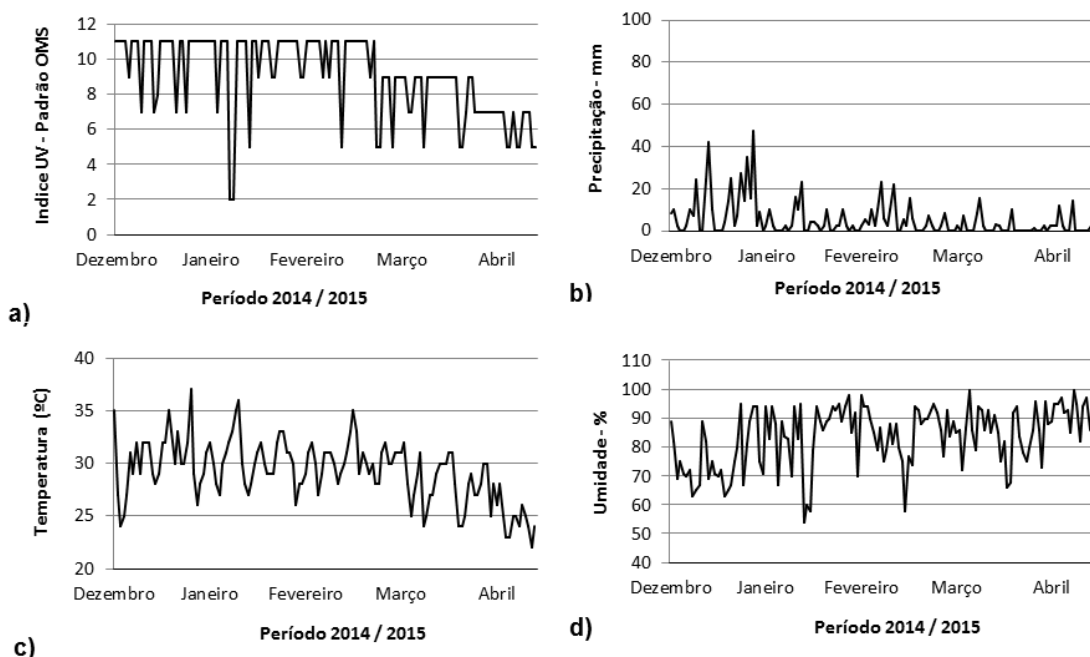 12
10
8
6
4
2
0
Indice UV - Padrão OMS
Dezembro Janeiro Fevereiro Março Abril
Período 2014 / 2015
a)
100
80
60
40
20
0
Precipitação - mm
Dezembro Janeiro Fevereiro Março Abril
Período 2014 / 2015
b)
40
35
30
25
20
Temperatura (ºC)
Dezembro Janeiro Fevereiro Março Abril
Período 2014 / 2015
c)
110
100
90
80
70
60
50
40
Umidade - %
Dezembro Janeiro Fevereiro Março Abril
Período 2014 / 2015
d)